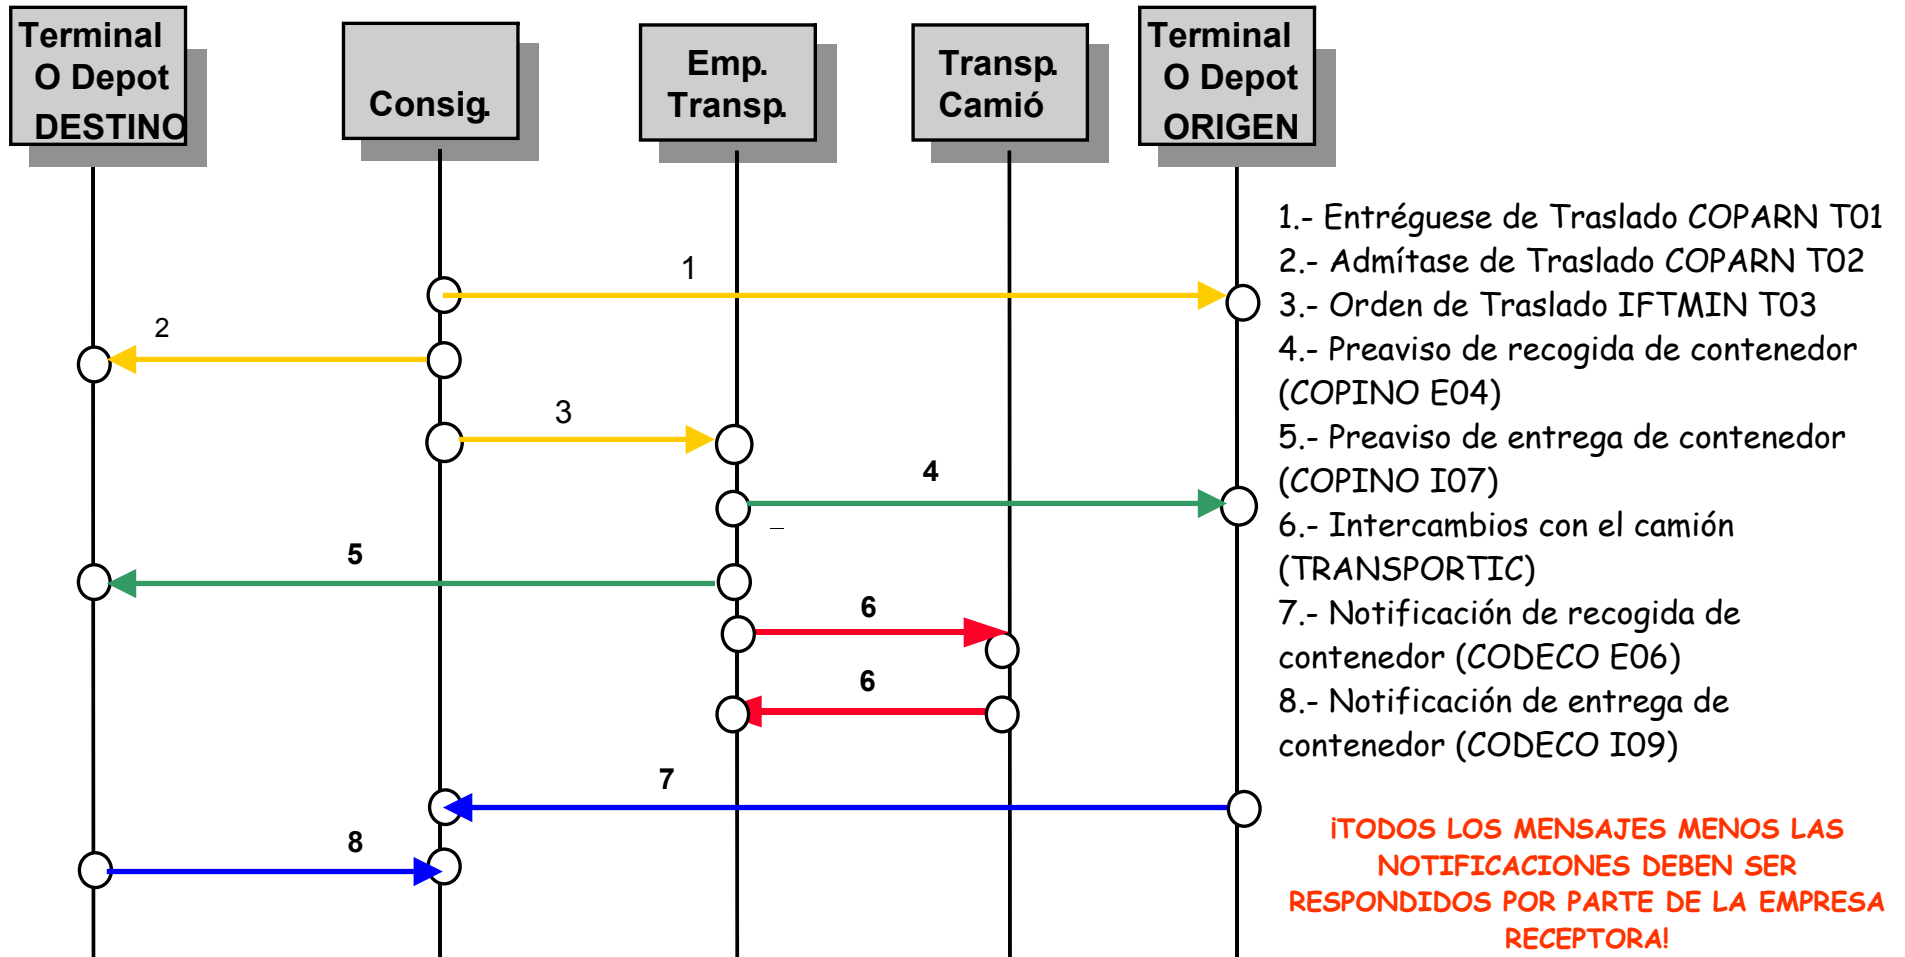 Terminal
O Depot
DESTINO
Consig.
Emp.
Transp.
Transp.
Camió
Terminal
O Depot
ORIGEN
1
2
3
4
_
5
6
6
7
8
1.- Entréguese de Traslado COPARN T01
2.- Admítase de Traslado COPARN T02
3.- Orden de Traslado IFTMIN T03
4.- Preaviso de recogida de contenedor
(COPINO E04)
5.- Preaviso de entrega de contenedor
(COPINO I07)
6.- Intercambios con el camión
(TRANSPORTIC)
7.- Notificación de recogida de
contenedor (CODECO E06)
8.- Notificación de entrega de
contenedor (CODECO I09)
¡TODOS LOS MENSAJES MENOS LAS
NOTIFICACIONES DEBEN SER
RESPONDIDOS POR PARTE DE LA EMPRESA
RECEPTORA!